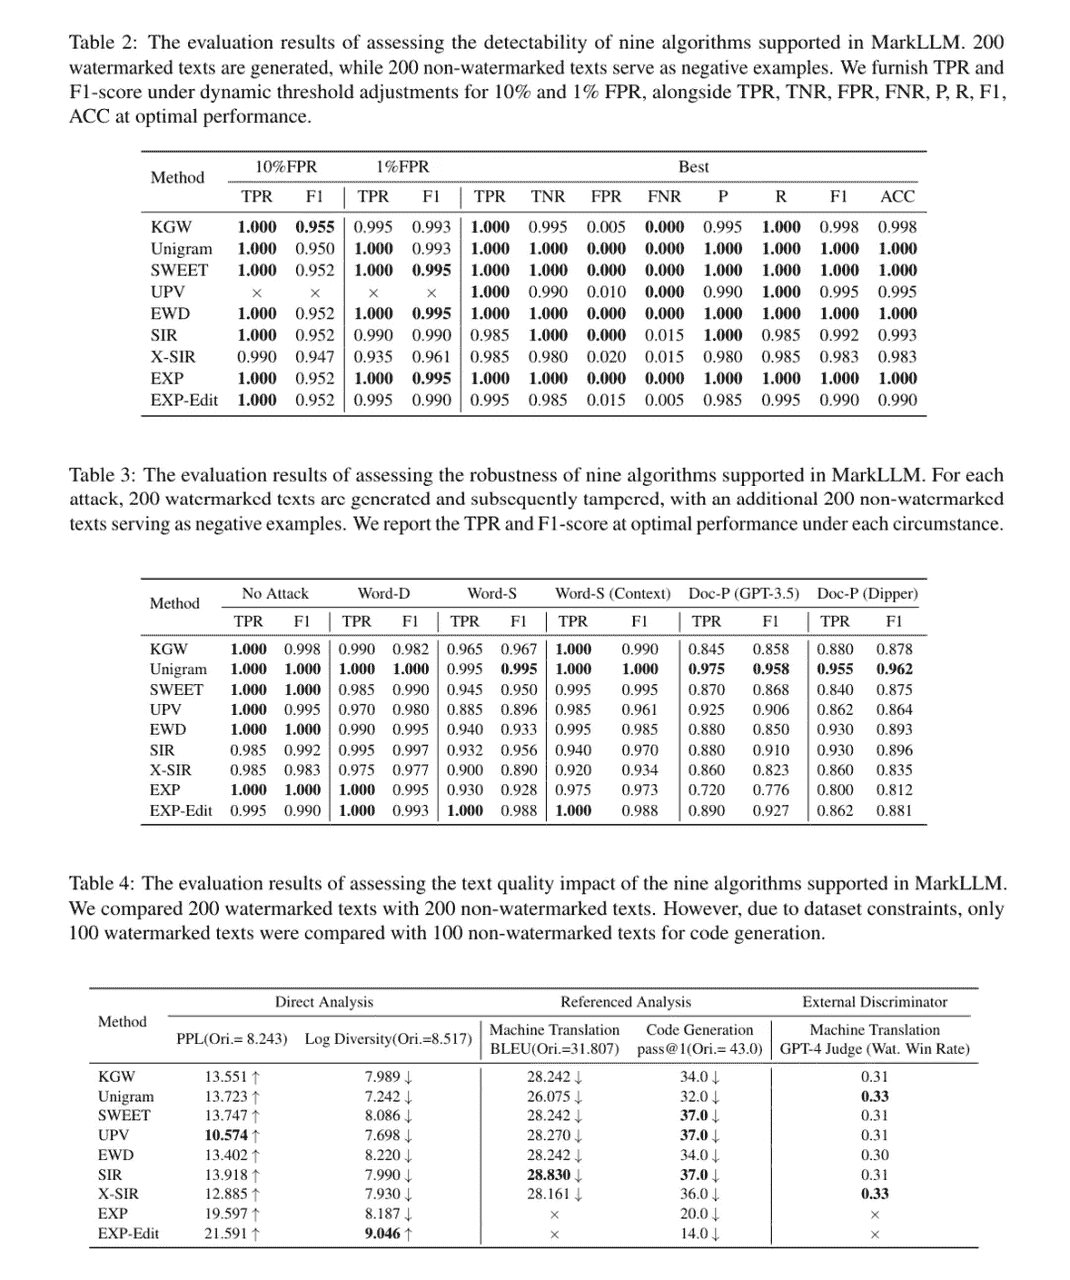 Table 2: The evaluation results of assessing the detectability of nine algorithms supported in MarkLLM. 200
watermarked texts are generated, while 200 non-watermarked texts serve as negative examples. We furnish TPR and
F1-score under dynamic threshold adjustments for 10% and 1% FPR, alongside TPR, TNR, FPR, FNR, P, R, F1,
ACC at optimal performance.
Method 10%FPR 1%FPR Best
TPR F1 TPR F1 TPR TNR FPR FNR P R F1 ACC
KGW 1.000 0.955 0.995 0.993 1.000 0.995 0.005 0.000 0.995 1.000 0.998 0.998
Unigram 1.000 0.950 1.000 0.993 1.000 1.000 0.000 0.000 1.000 1.000 1.000 1.000
SWEET 1.000 0.952 1.000 0.995 1.000 1.000 0.000 0.000 1.000 1.000 1.000 1.000
UPV × × × × 1.000 0.990 0.010 0.000 0.990 1.000 0.995 0.995
EWD 1.000 0.952 1.000 0.995 1.000 1.000 0.000 0.000 1.000 1.000 1.000 1.000
SIR 1.000 0.952 0.990 0.990 0.985 1.000 0.000 0.015 1.000 0.985 0.992 0.993
X-SIR 0.990 0.947 0.935 0.961 0.985 0.980 0.020 0.015 0.980 0.985 0.983 0.983
EXP 1.000 0.952 1.000 0.995 1.000 1.000 0.000 0.000 1.000 1.000 1.000 1.000
EXP-Edit 1.000 0.952 0.995 0.990 0.995 0.985 0.015 0.005 0.985 0.995 0.990 0.990
Table 3: The evaluation results of assessing the robustness of nine algorithms supported in MarkLLM. For each
attack, 200 watermarked texts are generated and subsequently tampered, with an additional 200 non-watermarked
texts serving as negative examples. We report the TPR and F1-score at optimal performance under each circumstance.
Method No Attack Word-D Word-S Word-S (Context) Doc-P (GPT-3.5) Doc-P (Dipper)
TPR F1 TPR F1 TPR F1 TPR F1 TPR F1 TPR F1
KGW 1.000 0.998 0.990 0.982 0.965 0.967 1.000 0.990 0.845 0.858 0.880 0.878
Unigram 1.000 1.000 1.000 1.000 0.995 0.995 1.000 1.000 0.975 0.958 0.955 0.962
SWEET 1.000 1.000 0.985 0.990 0.945 0.950 0.995 0.995 0.870 0.868 0.840 0.875
UPV 1.000 0.995 0.970 0.980 0.885 0.896 0.985 0.961 0.925 0.906 0.862 0.864
EWD 1.000 1.000 0.990 0.995 0.940 0.933 0.995 0.985 0.880 0.850 0.930 0.893
SIR 0.985 0.992 0.995 0.997 0.932 0.956 0.940 0.970 0.880 0.910 0.930 0.896
X-SIR 0.985 0.983 0.975 0.977 0.900 0.890 0.920 0.934 0.860 0.823 0.860 0.835
EXP 1.000 1.000 1.000 0.995 0.930 0.928 0.975 0.973 0.720 0.776 0.800 0.812
EXP-Edit 0.995 0.990 1.000 0.993 1.000 0.988 1.000 0.988 0.890 0.927 0.862 0.881
Table 4: The evaluation results of assessing the text quality impact of the nine algorithms supported in MarkLLM.
We compared 200 watermarked texts with 200 non-watermarked texts. However, due to dataset constraints, only
100 watermarked texts were compared with 100 non-watermarked texts for code generation.
Method Direct Analysis Referenced Analysis External Discriminator
PPL(Ori.= 8.243) Log Diversity(Ori.=8.517) Machine Translation Code Generation Machine Translation
BLEU(Ori.=31.807) pass@1(Ori.= 43.0) GPT-4 Judge (Wat. Win Rate)
KGW 13.551 ↑ 7.989 ↓ 28.242 ↓ 34.0 ↓ 0.31
Unigram 13.723 ↑ 7.242 ↓ 26.075 ↓ 32.0 ↓ 0.33
SWEET 13.747 ↑ 8.086 ↓ 28.242 ↓ 37.0 ↓ 0.31
UPV 10.574 ↑ 7.698 ↓ 28.270 ↓ 37.0 ↓ 0.31
EWD 13.402 ↑ 8.220 ↓ 28.242 ↓ 34.0 ↓ 0.30
SIR 13.918 ↑ 7.990 ↓ 28.830 ↓ 37.0 ↓ 0.31
X-SIR 12.885 ↑ 7.930 ↓ 28.161 ↓ 36.0 ↓ 0.33
EXP 19.597 ↑ 8.187 ↓ × 20.0 ↓ ×
EXP-Edit 21.591 ↑ 9.046 ↑ × 14.0 ↓ ×